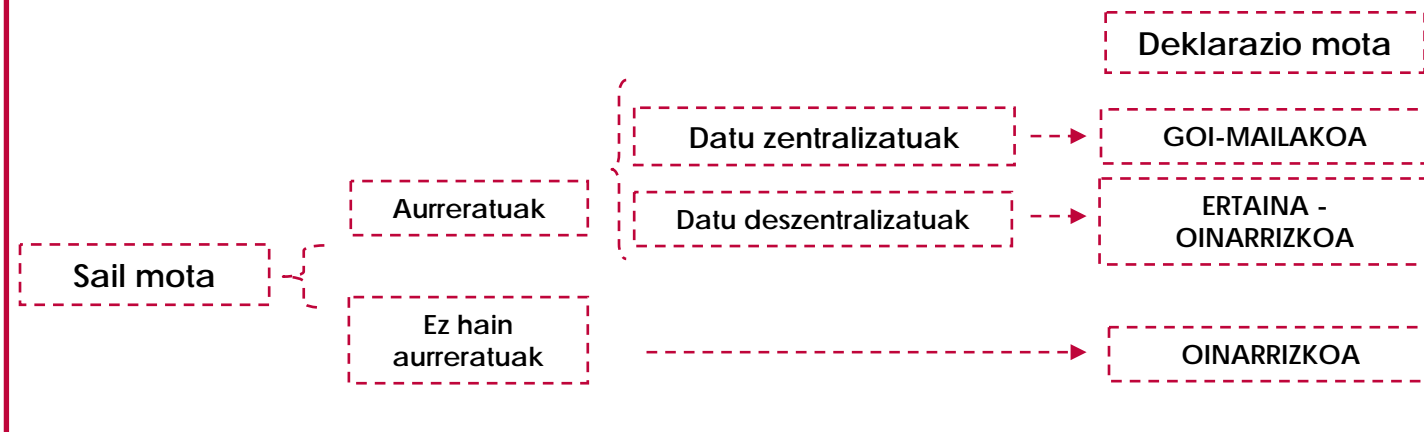 Deklarazio mota
Datu zentralizatuak
GOI-MAILAKOA
Aurreratuak
Datu deszentralizatuak
ERTAINA -
OINARRIZKOA
Sail mota
Ez hain
aurreratuak
OINARRIZKOA